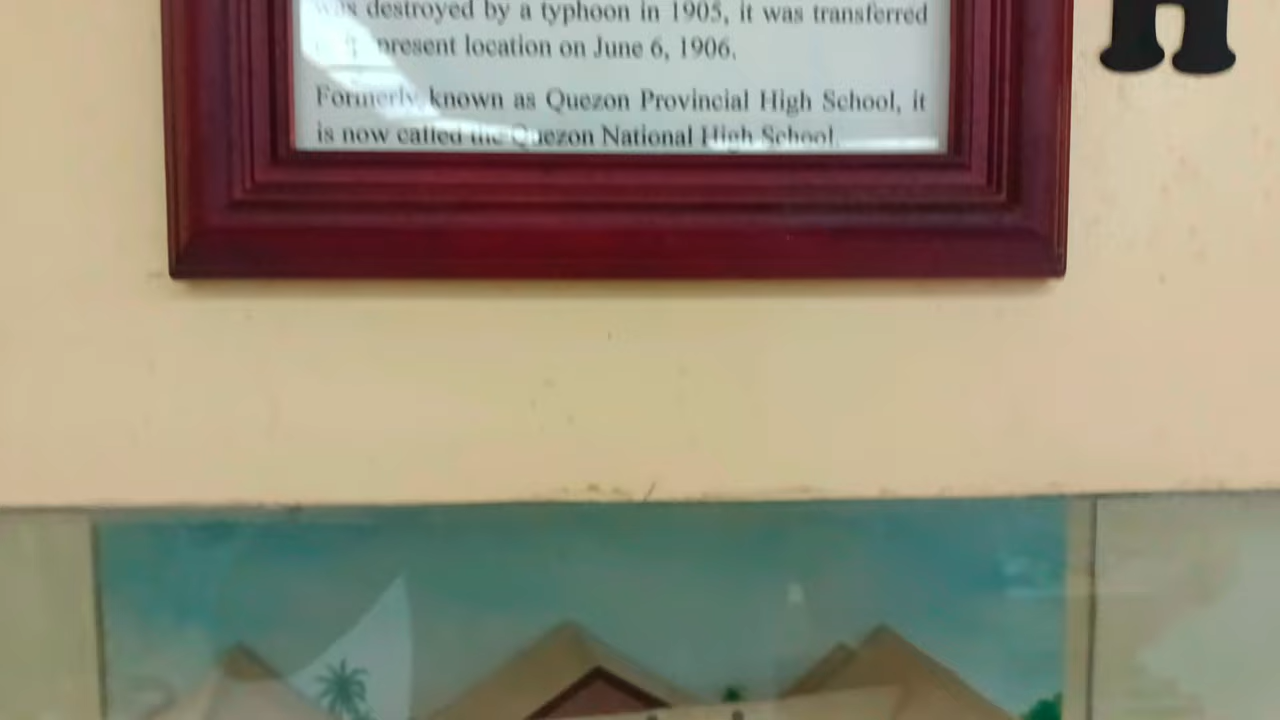 was destroyed by a typhoon in 1905, it was transferred
present location on June 6, 1906.
Formerly known as Quezon Provincial High School, it
is now called the Quezon National High School.